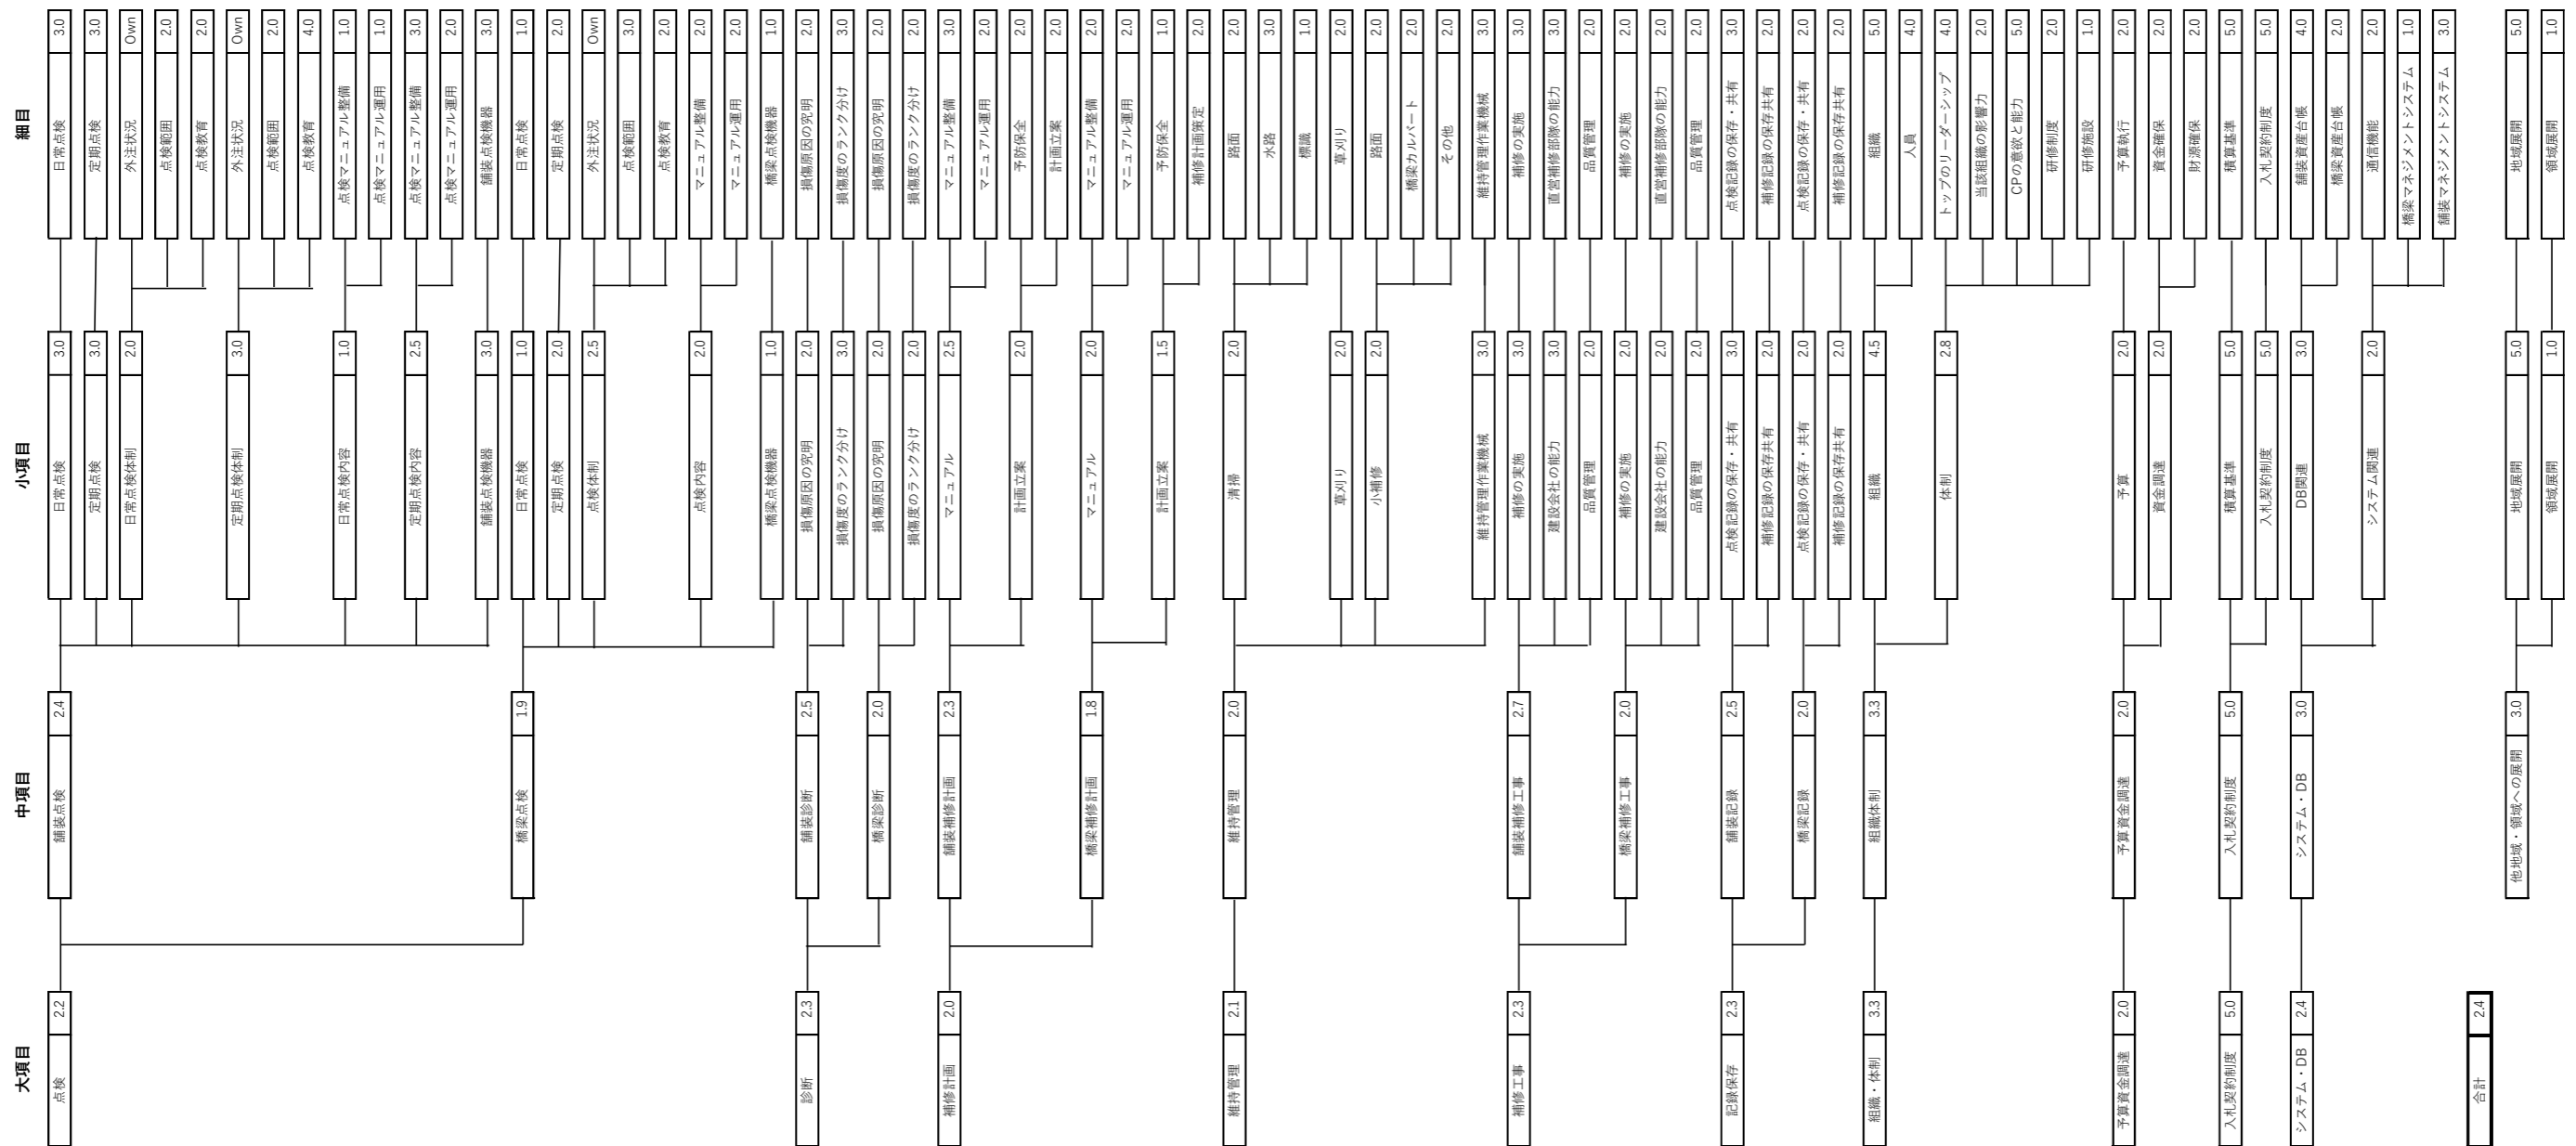 大項目 中項目 小項目 細目
点検 2.2 舗装点検 2.4 日常点検 3.0 日常点検 3.0
定期点検 3.0 定期点検 3.0
日常点検体制 2.0 外注状況 Own
点検範囲 2.0
点検教育 2.0
定期点検体制 3.0 外注状況 Own
点検範囲 2.0
点検教育 4.0
日常点検内容 1.0 点検マニュアル整備 1.0
点検マニュアル運用 1.0
定期点検内容 2.5 点検マニュアル整備 3.0
点検マニュアル運用 2.0
舗装点検機器 3.0 舗装点検機器 3.0
橋梁点検 1.9 日常点検 1.0 日常点検 1.0
定期点検 2.0 定期点検 2.0
点検体制 2.5 外注状況 Own
点検範囲 3.0
点検教育 2.0
点検内容 2.0 マニュアル整備 2.0
マニュアル運用 2.0
橋梁点検機器 1.0 橋梁点検機器 1.0
診断 2.3 舗装診断 2.5 損傷原因の究明 2.0 損傷原因の究明 2.0
損傷度のランク分け 3.0 損傷度のランク分け 3.0
橋梁診断 2.0 損傷原因の究明 2.0 損傷原因の究明 2.0
損傷度のランク分け 2.0 損傷度のランク分け 2.0
補修計画 2.0 舗装補修計画 2.3 マニュアル 2.5 マニュアル整備 3.0
マニュアル運用 2.0
計画立案 2.0 予防保全 2.0
計画立案 2.0
橋梁補修計画 1.8 マニュアル 2.0 マニュアル整備 2.0
マニュアル運用 2.0
計画立案 1.5 予防保全 1.0
補修計画策定 2.0
維持管理 2.1 維持管理 2.0 清掃 2.0 路面 2.0
水路 3.0
標識 1.0
草刈り 2.0 草刈り 2.0
小補修 2.0 路面 2.0
橋梁カルバート 2.0
その他 2.0
維持管理作業機械 3.0 維持管理作業機械 3.0
補修工事 2.3 舗装補修工事 2.7 補修の実施 3.0 補修の実施 3.0
建設会社の能力 3.0 直営補修部隊の能力 3.0
品質管理 2.0 品質管理 2.0
橋梁補修工事 2.0 補修の実施 2.0 補修の実施 2.0
建設会社の能力 2.0 直営補修部隊の能力 2.0
品質管理 2.0 品質管理 2.0
記録保存 2.3 舗装記録 2.5 点検記録の保存・共有 3.0 点検記録の保存・共有 3.0
補修記録の保存共有 2.0 補修記録の保存共有 2.0
橋梁記録 2.0 点検記録の保存・共有 2.0 点検記録の保存・共有 2.0
補修記録の保存共有 2.0 補修記録の保存共有 2.0
組織・体制 3.3 組織体制 3.3 組織 4.5 組織 5.0
人員 4.0
体制 2.8 トップのリーダーシップ 4.0
当該組織の影響力 2.0
CPの意欲と能力 5.0
研修制度 2.0
研修施設 1.0
予算資金調達 2.0 予算資金調達 2.0 予算 2.0 予算執行 2.0
資金調達 2.0 資金確保 2.0
財源確保 2.0
入札契約制度 5.0 入札契約制度 5.0 積算基準 5.0 積算基準 5.0
入札契約制度 5.0 入札契約制度 5.0
システム・DB 2.4 システム・DB 3.0 DB関連 3.0 舗装資産台帳 4.0
橋梁資産台帳 2.0
システム関連 2.0 通信機能 2.0
橋梁マネジメントシステム 1.0
舗装マネジメントシステム 3.0
合計 2.4
他地域・領域への展開 3.0 地域展開 5.0 地域展開 5.0
領域展開 1.0 領域展開 1.0